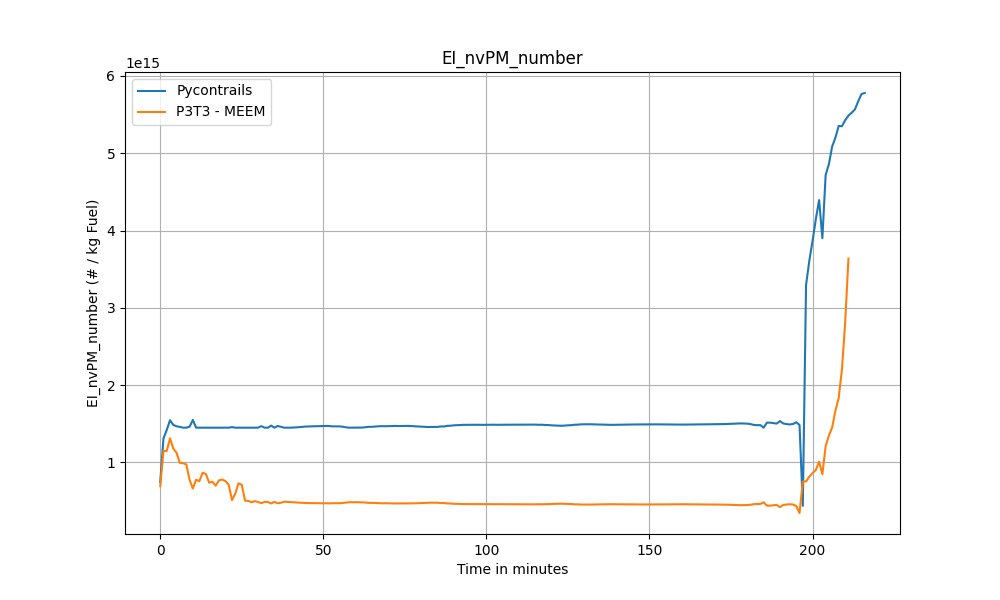 EI_nvPM_number
1e15
Pycontrails
P3T3 - MEEM
6
5
4
3
2
1
EI_nvPM_number (# / kg Fuel)
0 50 100 150 200
Time in minutes